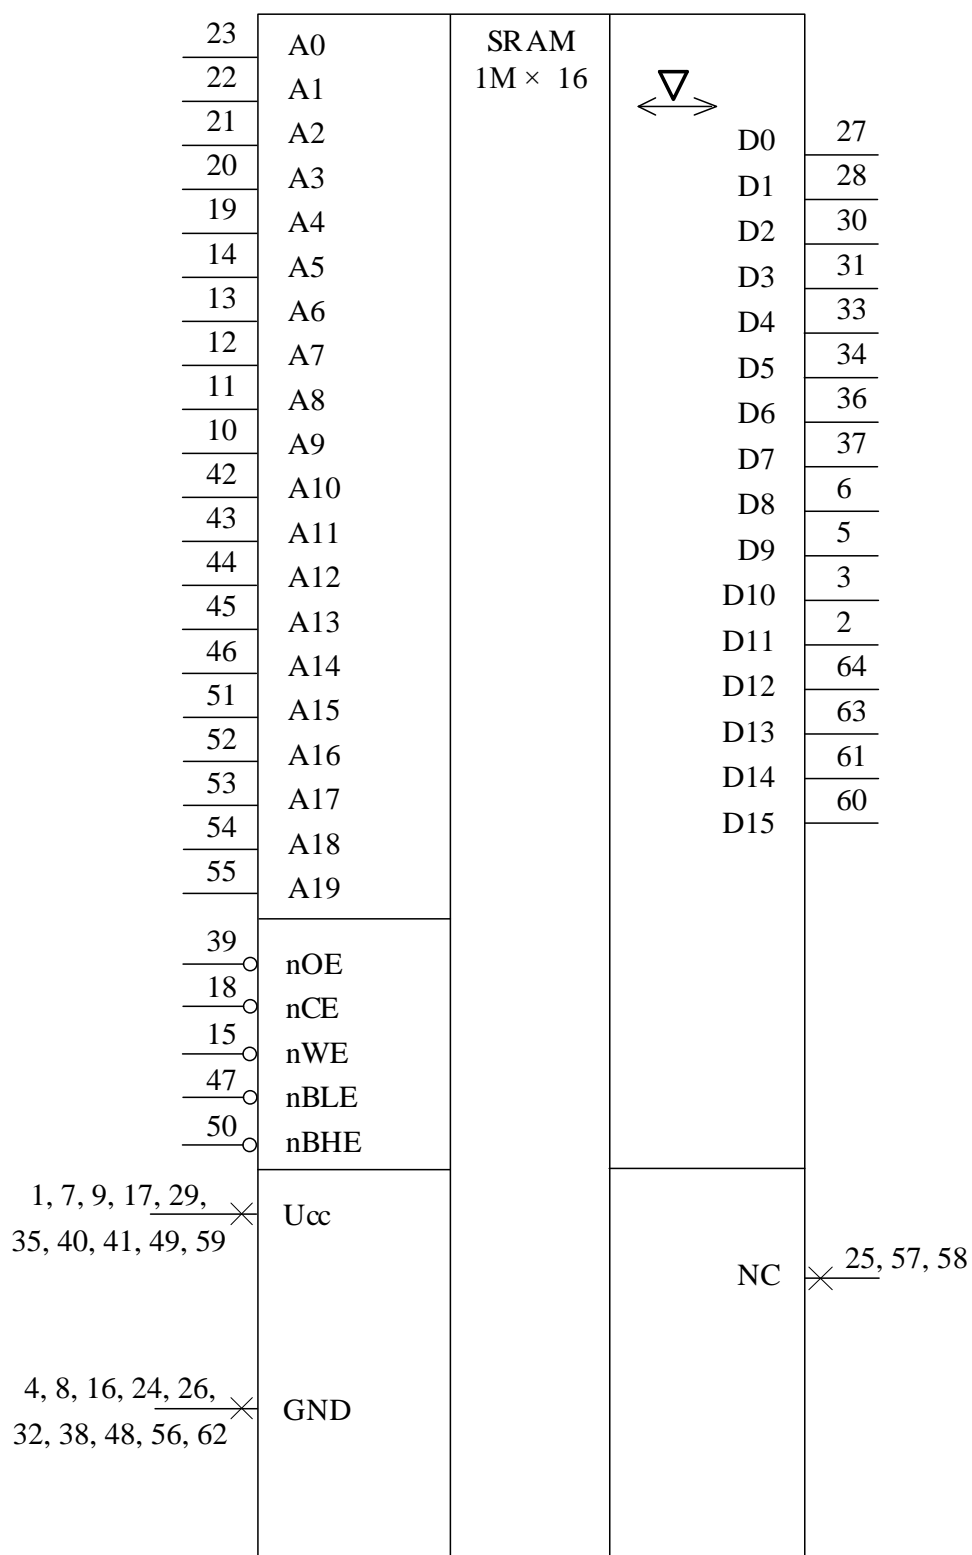 SRAM
1M × 16
23 A0
22 A1
21 A2
20 A3
19 A4
14 A5
13 A6
12 A7
11 A8
10 A9
42 A10
43 A11
44 A12
45 A13
46 A14
51 A15
52 A16
53 A17
54 A18
55 A19
39 nOE
18 nCE
15 nWE
47 nBLE
50 nBHE
1, 7, 9, 17, 29,
35, 40, 41, 49, 59
Ucc
4, 8, 16, 24, 26,
32, 38, 48, 56, 62
GND
D0 27
D1 28
D2 30
D3 31
D4 33
D5 34
D6 36
D7 37
D8 6
D9 5
D10 3
D11 2
D12 64
D13 63
D14 61
D15 60
NC 25, 57, 58